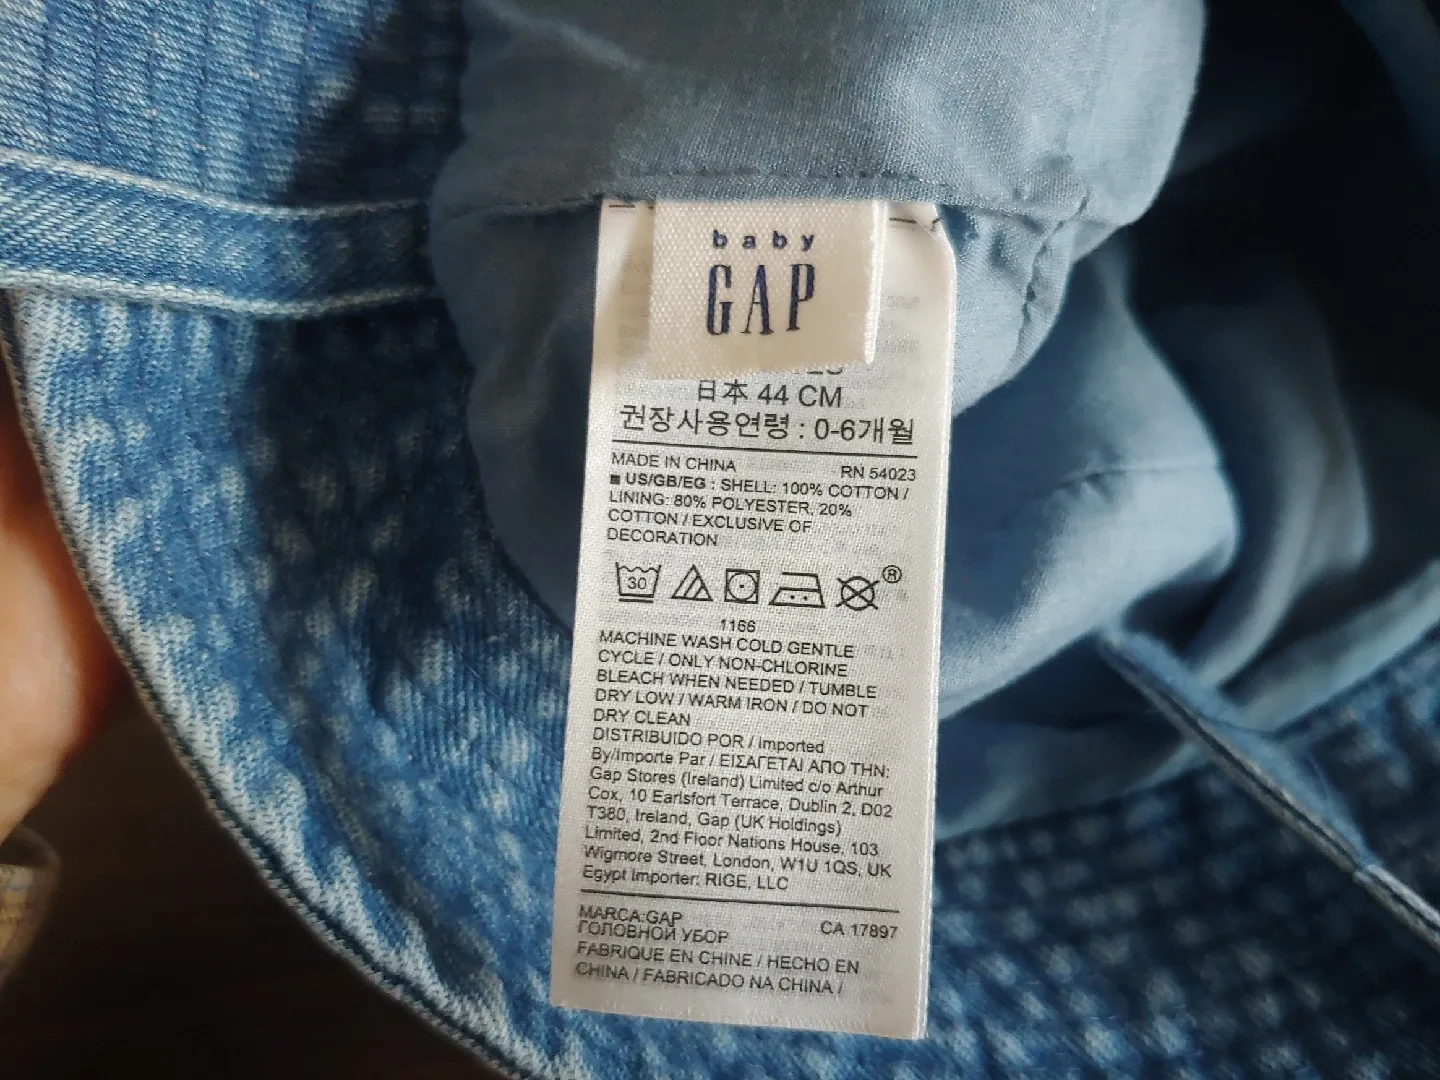 baby
GAP
日本 44 CM
권장사용연령 : 0-6개월
MADE IN CHINA RN 54023
■ US/GB/EG : SHELL: 100% COTTON /
LINING: 80% POLYESTER, 20%
COTTON / EXCLUSIVE OF
DECORATION
30 ®
1166
MACHINE WASH COLD GENTLE
CYCLE / ONLY NON-CHLORINE
BLEACH WHEN NEEDED / TUMBLE
DRY LOW / WARM IRON / DO NOT
DRY CLEAN
DISTRIBUIDO POR / Imported
By/Importe Par / ΕΙΣΑΓΕΤΑΙ ΑΠΟ ΤΗΝ:
Gap Stores (Ireland) Limited c/o Arthur
Cox, 10 Earlsfort Terrace, Dublin 2, D02
T380, Ireland, Gap (UK Holdings)
Limited, 2nd Floor Nations House, 103
Wigmore Street, London, W1U 1QS, UK
Egypt Importer: RIGE, LLC
MARCA:GAP CA 17897
ГОЛОВНОЙ УБОР
FABRIQUE EN CHINE / HECHO EN
CHINA / FABRICADO NA CHINA /